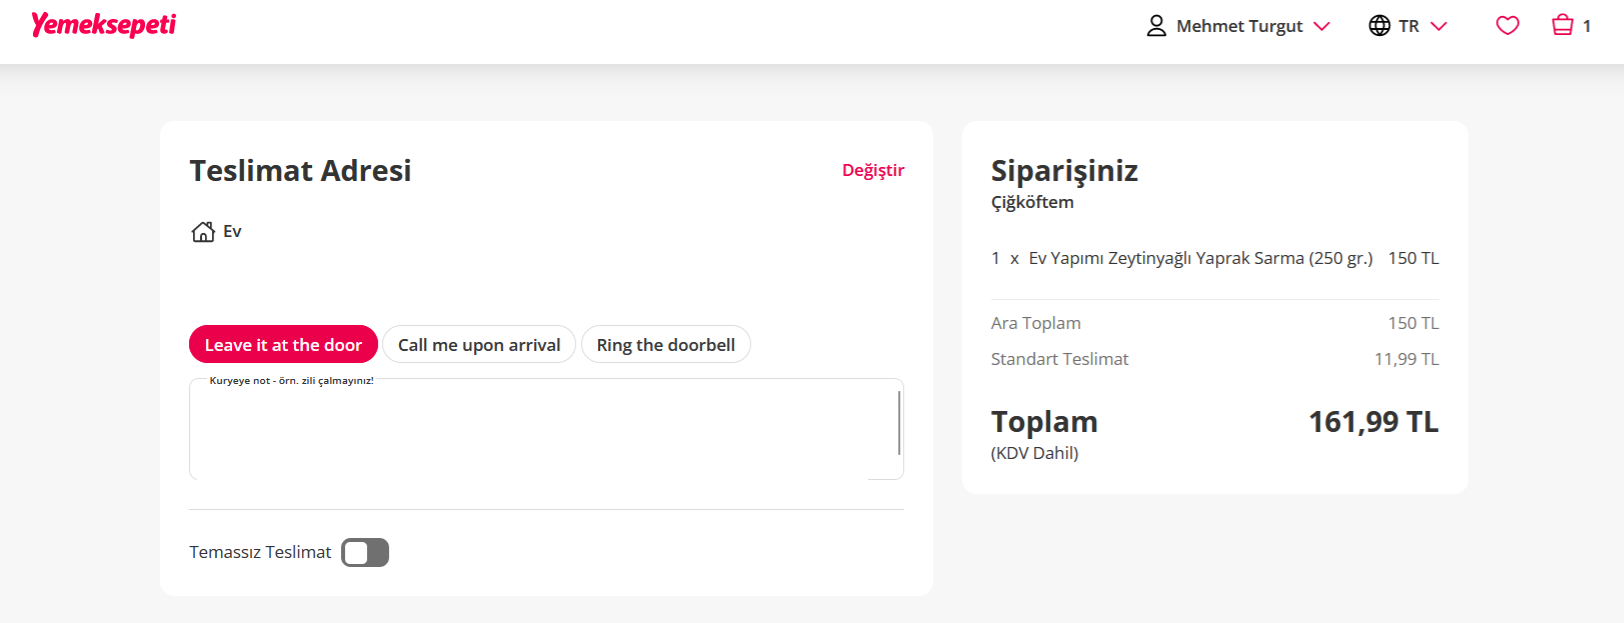 Yemeksepeti
Mehmet Turgut
TR
1
Teslimat Adresi
Değiştir
Ev
Leave it at the door
Call me upon arrival
Ring the doorbell
Kuryeye not - örn. zili çalmayınız!
Temassız Teslimat
Siparişiniz
Çiğköftem
1 x Ev Yapımı Zeytinyağlı Yaprak Sarma (250 gr.) 150 TL
Ara Toplam 150 TL
Standart Teslimat 11,99 TL
Toplam 161,99 TL
(KDV Dahil)